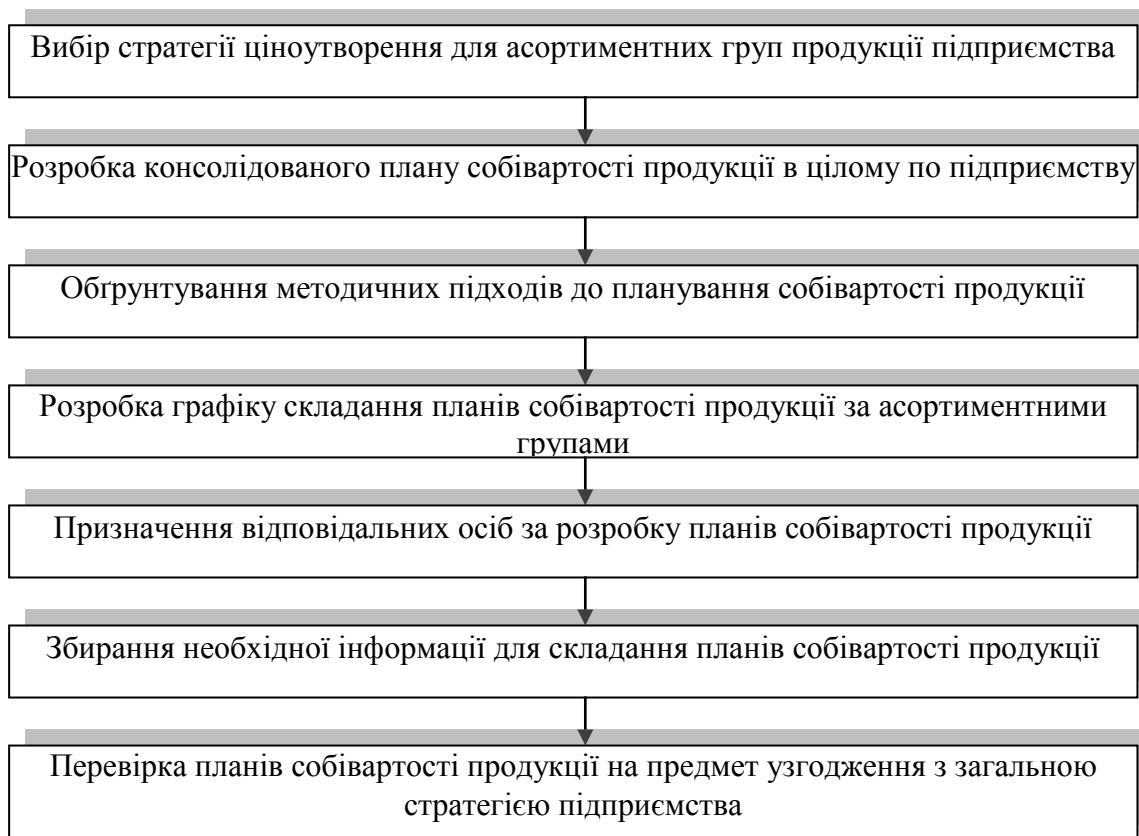 Вибір стратегії ціноутворення для асортиментних груп продукції підприємства
Розробка консолідованого плану собівартості продукції в цілому по підприємству
Обґрунтування методичних підходів до планування собівартості продукції
Розробка графіку складання планів собівартості продукції за асортиментними
групами
Призначення відповідальних осіб за розробку планів собівартості продукції
Збирання необхідної інформації для складання планів собівартості продукції
Перевірка планів собівартості продукції на предмет узгодження з загальною
стратегією підприємства